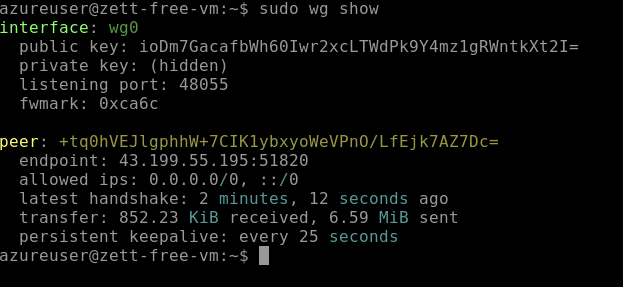 azureuser@zett-free-vm:~$ sudo wg show
interface: wg0
public key: ioDm7GacafbWh60Iwr2xcLTWdPk9Y4mz1gRWntkXt2I=
private key: (hidden)
listening port: 48055
fwmark: 0xca6c
peer: +tq0hVEJlgphhW+7CIK1ybxyoWeVPnO/LfEjk7AZ7Dc=
endpoint: 43.199.55.195:51820
allowed ips: 0.0.0.0/0, ::/0
latest handshake: 2 minutes, 12 seconds ago
transfer: 852.23 KiB received, 6.59 MiB sent
persistent keepalive: every 25 seconds
azureuser@zett-free-vm:~$